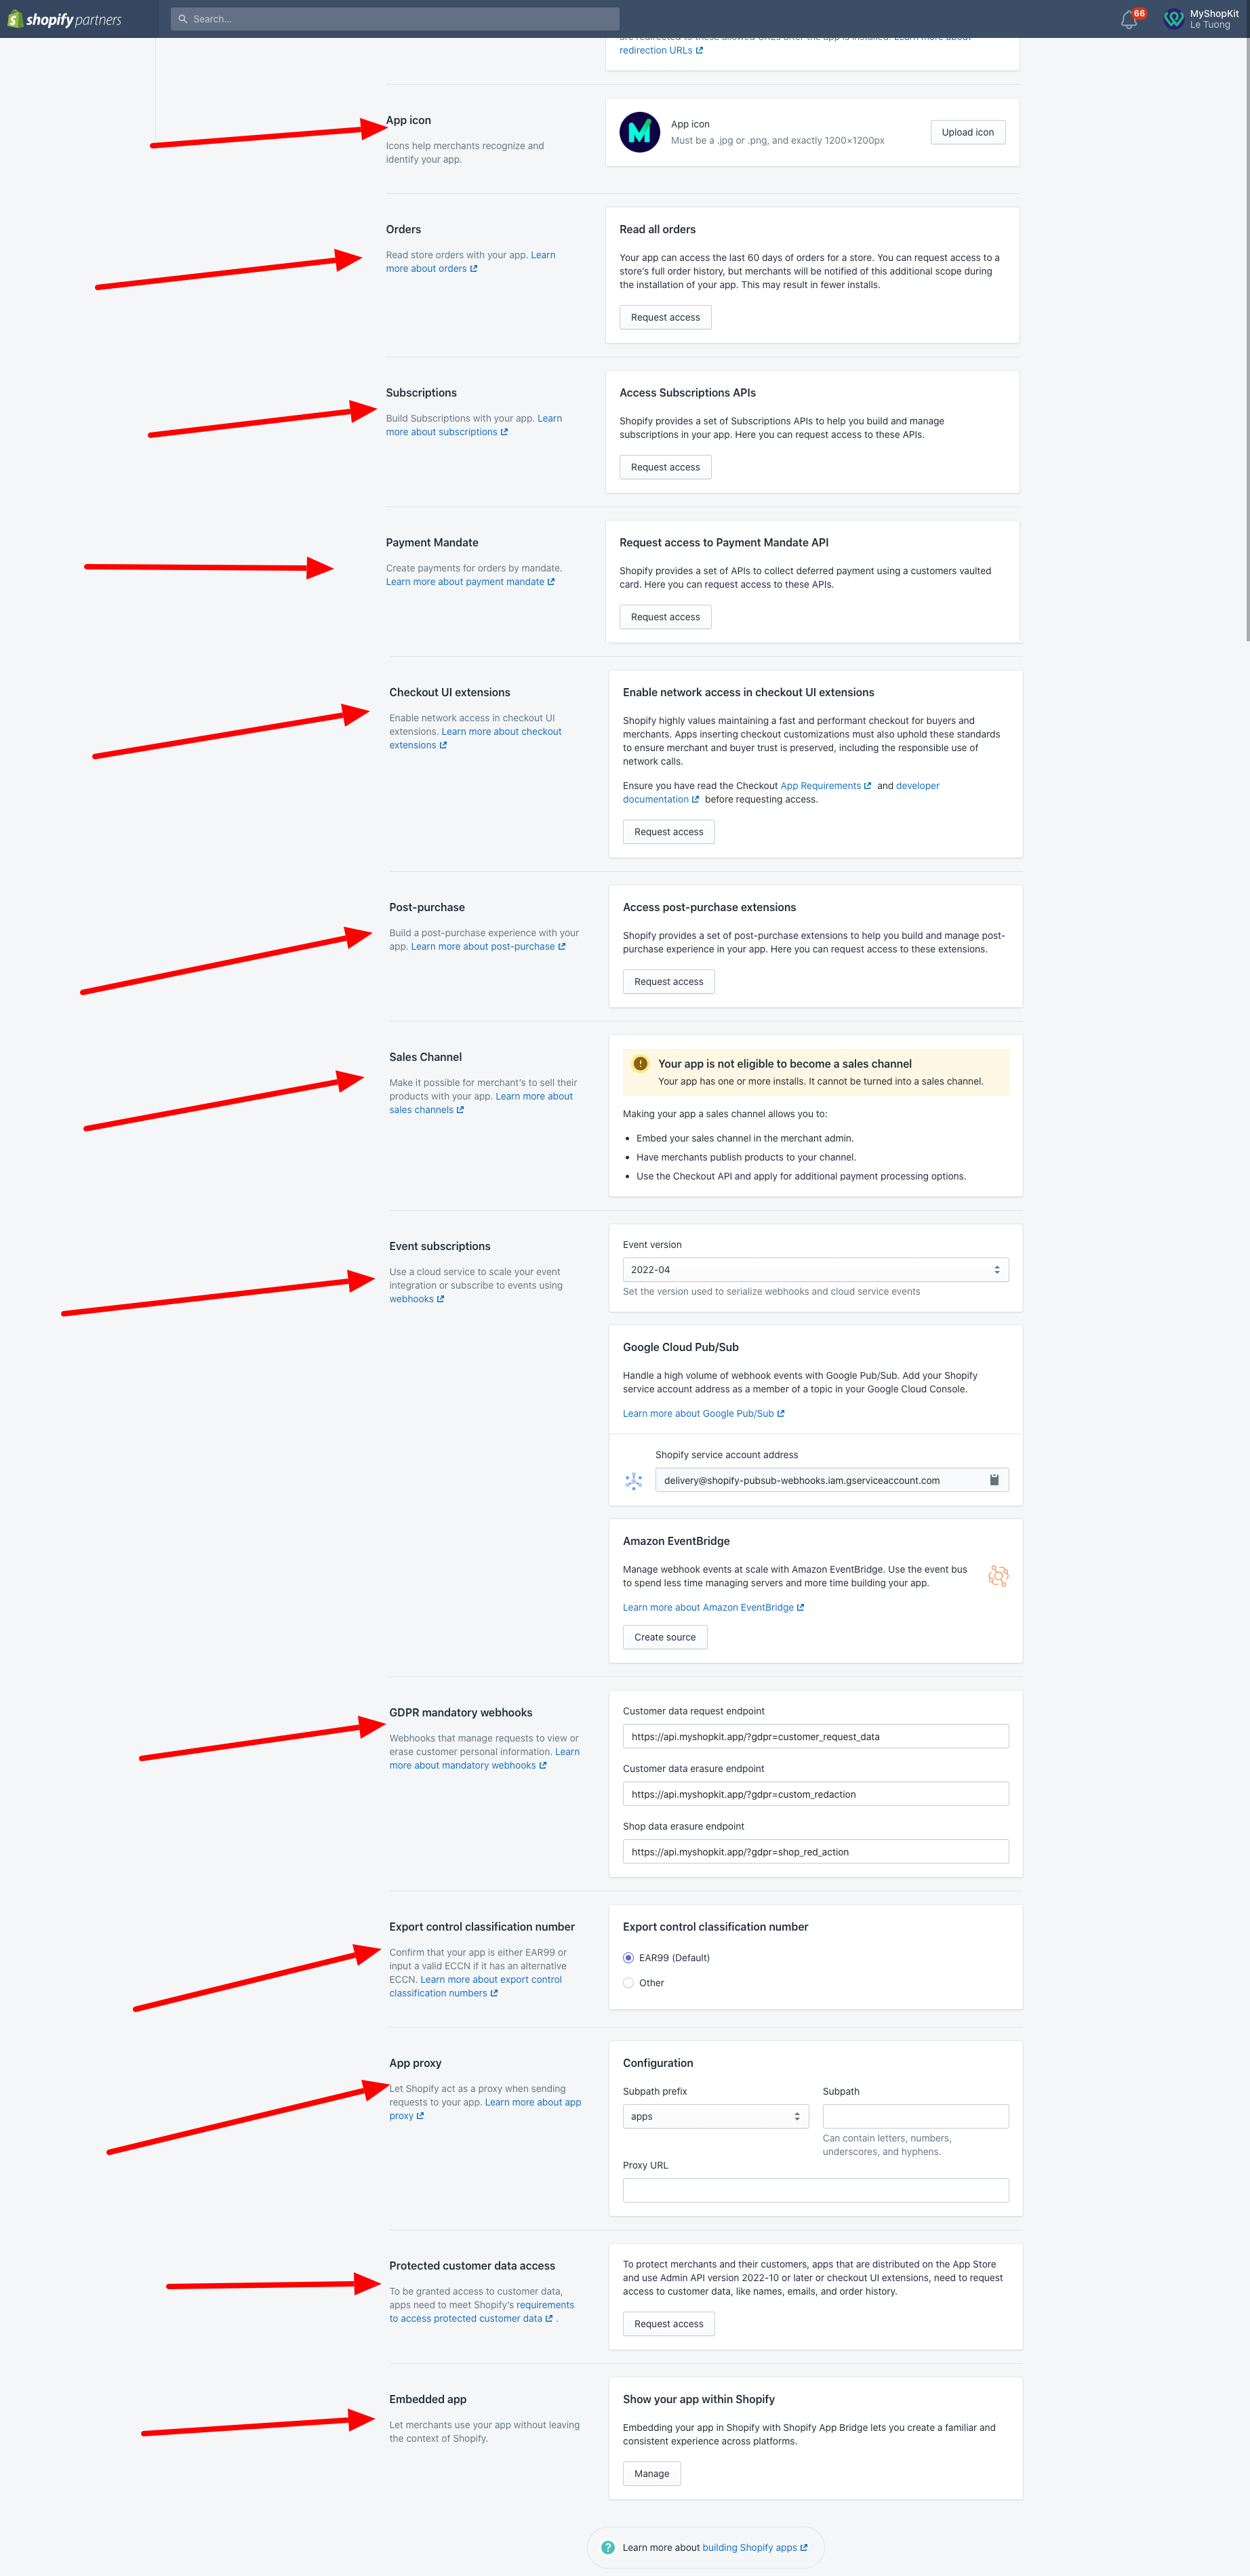 shopify partners
Search...
66
MyShopKit
Le Tuong
are redirected to these allowed URLs after the app is installed. Learn more about
redirection URLs
App icon
Icons help merchants recognize and
identify your app.
App icon
Must be a .jpg or .png, and exactly 1200×1200px
Upload icon
Orders
Read store orders with your app. Learn
more about orders
Read all orders
Your app can access the last 60 days of orders for a store. You can request access to a
store's full order history, but merchants will be notified of this additional scope during
the installation of your app. This may result in fewer installs.
Request access
Subscriptions
Build Subscriptions with your app. Learn
more about subscriptions
Access Subscriptions APIs
Shopify provides a set of Subscriptions APIs to help you build and manage
subscriptions in your app. Here you can request access to these APIs.
Request access
Payment Mandate
Create payments for orders by mandate.
Learn more about payment mandate
Request access to Payment Mandate API
Shopify provides a set of APIs to collect deferred payment using a customers vaulted
card. Here you can request access to these APIs.
Request access
Checkout UI extensions
Enable network access in checkout UI
extensions. Learn more about checkout
extensions
Enable network access in checkout UI extensions
Shopify highly values maintaining a fast and performant checkout for buyers and
merchants. Apps inserting checkout customizations must also uphold these standards
to ensure merchant and buyer trust is preserved, including the responsible use of
network calls.
Ensure you have read the Checkout App Requirements and developer
documentation before requesting access.
Request access
Post-purchase
Build a post-purchase experience with your
app. Learn more about post-purchase
Access post-purchase extensions
Shopify provides a set of post-purchase extensions to help you build and manage post-
purchase experience in your app. Here you can request access to these extensions.
Request access
Sales Channel
Make it possible for merchant's to sell their
products with your app. Learn more about
sales channels
Your app is not eligible to become a sales channel
Your app has one or more installs. It cannot be turned into a sales channel.
Making your app a sales channel allows you to:
• Embed your sales channel in the merchant admin.
• Have merchants publish products to your channel.
• Use the Checkout API and apply for additional payment processing options.
Event subscriptions
Use a cloud service to scale your event
integration or subscribe to events using
webhooks
Event version
2022-04
Set the version used to serialize webhooks and cloud service events
Google Cloud Pub/Sub
Handle a high volume of webhook events with Google Pub/Sub. Add your Shopify
service account address as a member of a topic in your Google Cloud Console.
Learn more about Google Pub/Sub
Shopify service account address
delivery@shopify-pubsub-webhooks.iam.gserviceaccount.com
Amazon EventBridge
Manage webhook events at scale with Amazon EventBridge. Use the event bus
to spend less time managing servers and more time building your app.
Learn more about Amazon EventBridge
Create source
GDPR mandatory webhooks
Webhooks that manage requests to view or
erase customer personal information. Learn
more about mandatory webhooks
Customer data request endpoint
https://api.myshopkit.app/?gdpr=customer_request_data
Customer data erasure endpoint
https://api.myshopkit.app/?gdpr=custom_redaction
Shop data erasure endpoint
https://api.myshopkit.app/?gdpr=shop_red_action
Export control classification number
Confirm that your app is either EAR99 or
input a valid ECCN if it has an alternative
ECCN. Learn more about export control
classification numbers
Export control classification number
EAR99 (Default)
Other
App proxy
Let Shopify act as a proxy when sending
requests to your app. Learn more about app
proxy
Configuration
Subpath prefix
Subpath
apps
Can contain letters, numbers,
underscores, and hyphens.
Proxy URL
Protected customer data access
To be granted access to customer data,
apps need to meet Shopify's requirements
to access protected customer data .
To protect merchants and their customers, apps that are distributed on the App Store
and use Admin API version 2022-10 or later or checkout UI extensions, need to request
access to customer data, like names, emails, and order history.
Request access
Embedded app
Let merchants use your app without leaving
the context of Shopify.
Show your app within Shopify
Embedding your app in Shopify with Shopify App Bridge lets you create a familiar and
consistent experience across platforms.
Manage
Learn more about building Shopify apps